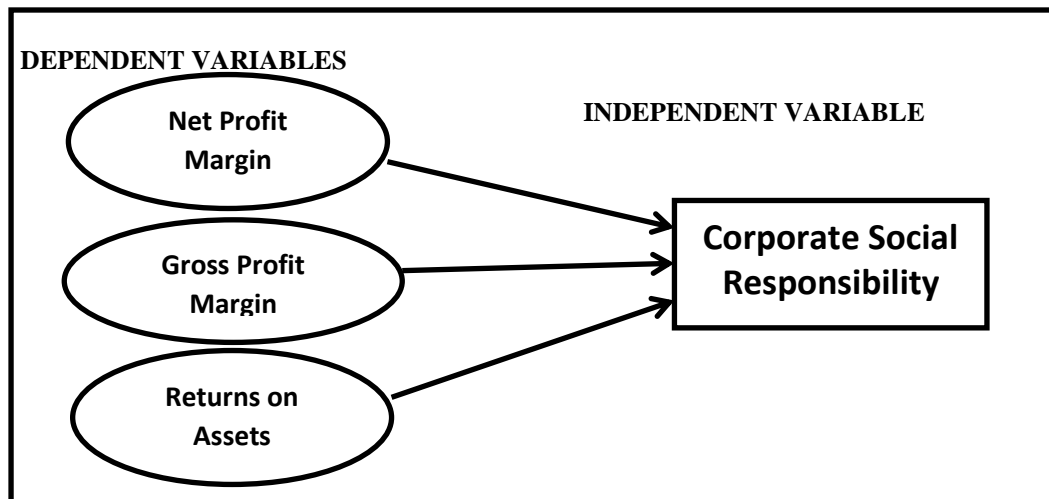 DEPENDENT VARIABLES
Net Profit
Margin
INDEPENDENT VARIABLE
Corporate Social
Responsibility
Gross Profit
Margin
Returns on
Assets